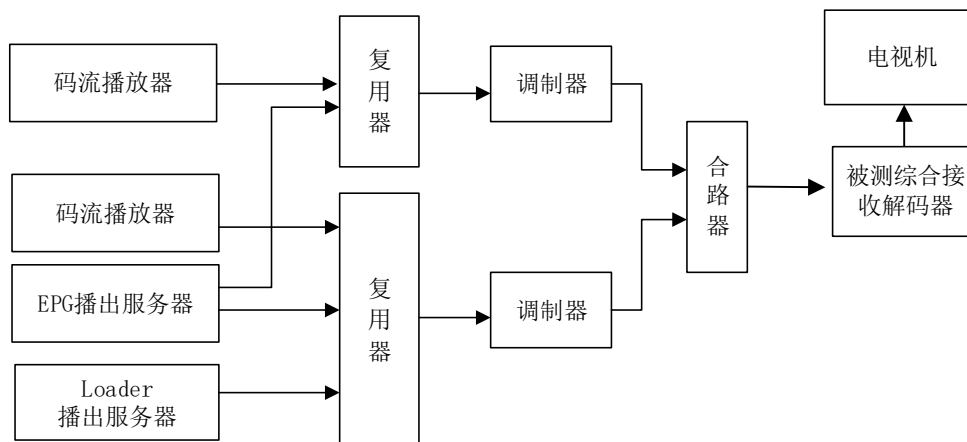 码流播放器
复
用
器
调制器
电视机
合
路
器
被测综合接
收解码器
码流播放器
EPG播出服务器
Loader
播出服务器
复
用
器
调制器